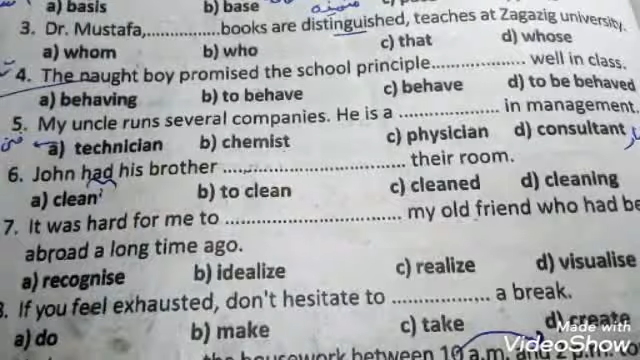 a) basis b) base
3. Dr. Mustafa,................books are distinguished, teaches at Zagazig university.
a) whom b) who c) that d) whose
4. The naught boy promised the school principle.................. well in class.
a) behaving b) to behave c) behave d) to be behaved
5. My uncle runs several companies. He is a ................... in management.
a) technician b) chemist c) physician d) consultant
6. John had his brother .................................. their room.
a) clean b) to clean c) cleaned d) cleaning
7. It was hard for me to ................................. my old friend who had be
abroad a long time ago.
a) recognise b) idealize c) realize d) visualise
8. If you feel exhausted, don't hesitate to .................. a break.
a) do b) make c) take d) create
the housework between 10 a.m. and p.m.
Made with
VideoShow